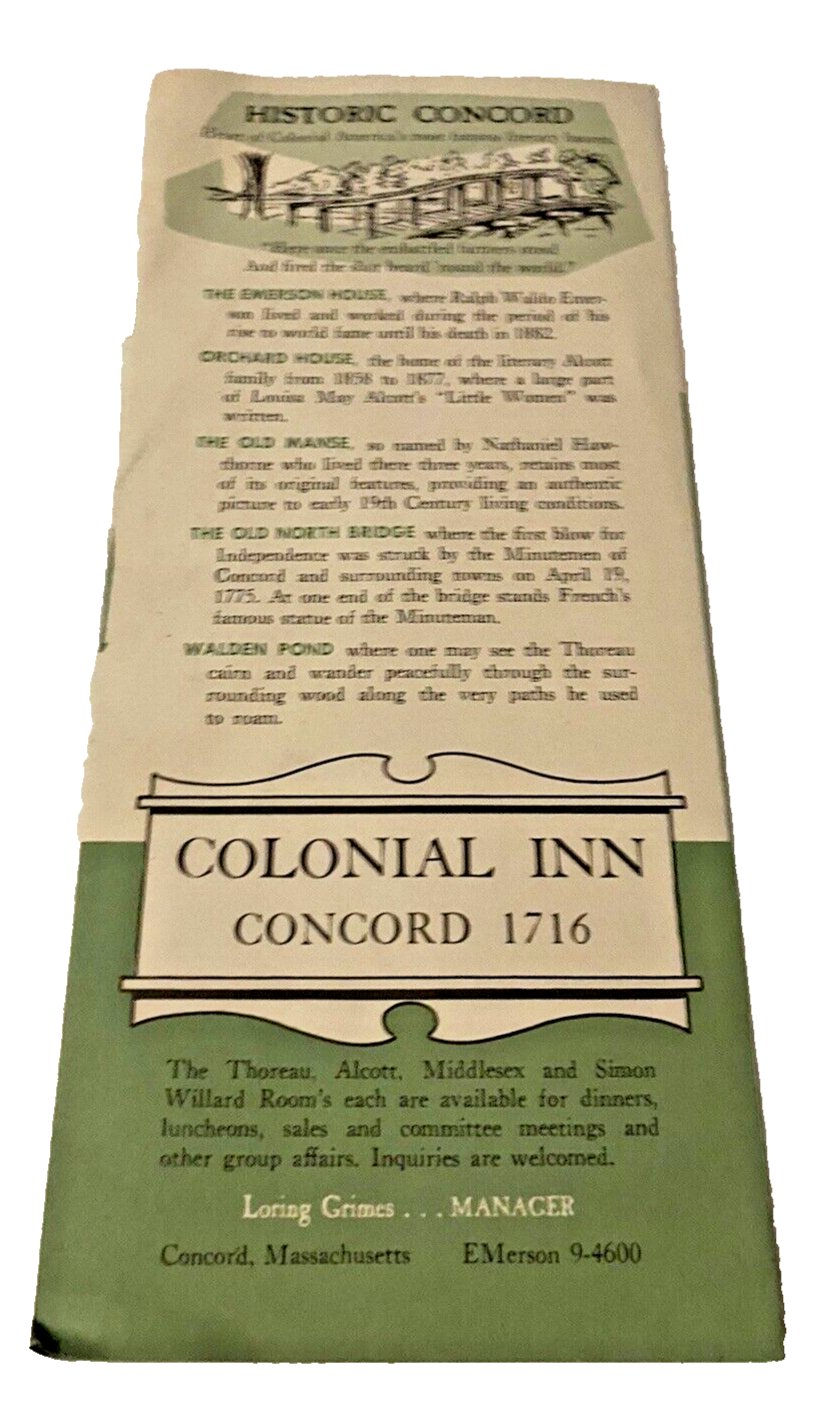 HISTORIC CONCORD
of Colonial America's most famous literary
"Here once the embattled farmers stood
And fired the shot heard 'round the world."
THE EMERSON HOUSE, where Ralph Waldo Emer-
son lived and worked during the period of his
rise to world fame until his death in 1882.
ORCHARD HOUSE, the home of the literary Alcott
family from 1858 to 1877, where a large part
of Louisa May Alcott's "Little Women" was
written.
THE OLD MANSE, so named by Nathaniel Haw-
thorne who lived there three years, retains most
of its original features, providing an authentic
picture to early 19th Century living conditions.
THE OLD NORTH BRIDGE where the first blow for
Independence was struck by the Minutemen of
Concord and surrounding towns on April 19,
1775. At one end of the bridge stands French's
famous statue of the Minuteman.
WALDEN POND where one may see the Thoreau
cairn and wander peacefully through the sur-
rounding wood along the very paths he used
to roam.
COLONIAL INN
CONCORD 1716
The Thoreau, Alcott, Middlesex and Simon
Willard Room's each are available for dinners,
luncheons, sales and committee meetings and
other group affairs. Inquiries are welcomed.
Loring Grimes . . . MANAGER
Concord, Massachusetts EMerson 9-4600